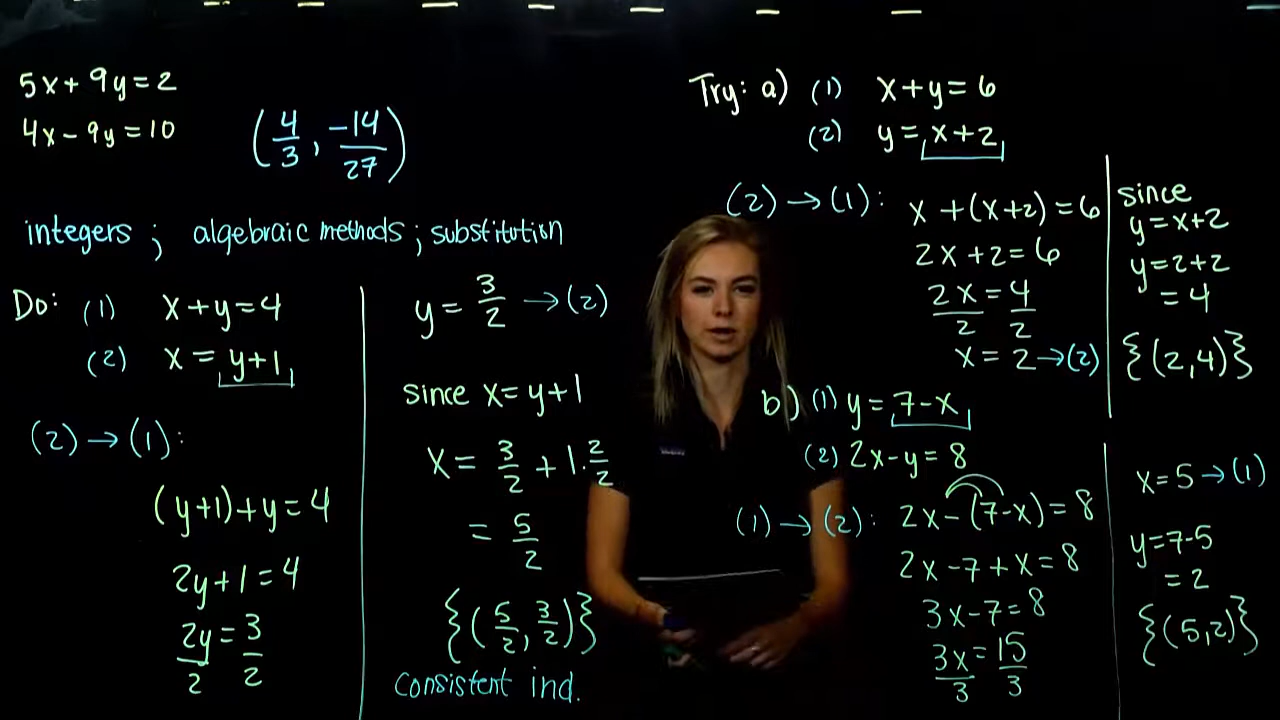 5x + 9y = 2
4x - 9y = 10
(4/3, -14/27)
integers ; algebraic methods ; substitution
Do: (1) x + y = 4
(2) x = y + 1
(2) → (1):
(y+1) + y = 4
2y + 1 = 4
2y/2 = 3/2
y = 3/2 → (2)
since x = y + 1
x = 3/2 + 1 · 2/2
= 5/2
{(5/2, 3/2)}
consistent ind.
Try: a) (1) x + y = 6
(2) y = x + 2
(2) → (1): x + (x+2) = 6
2x + 2 = 6
2x/2 = 4/2
x = 2 → (2)
since
y = x + 2
y = 2 + 2
= 4
{(2,4)}
b) (1) y = 7 - x
(2) 2x - y = 8
(1) → (2): 2x - (7-x) = 8
2x - 7 + x = 8
3x - 7 = 8
3x/3 = 15/3
x = 5 → (1)
y = 7 - 5
= 2
{(5,2)}